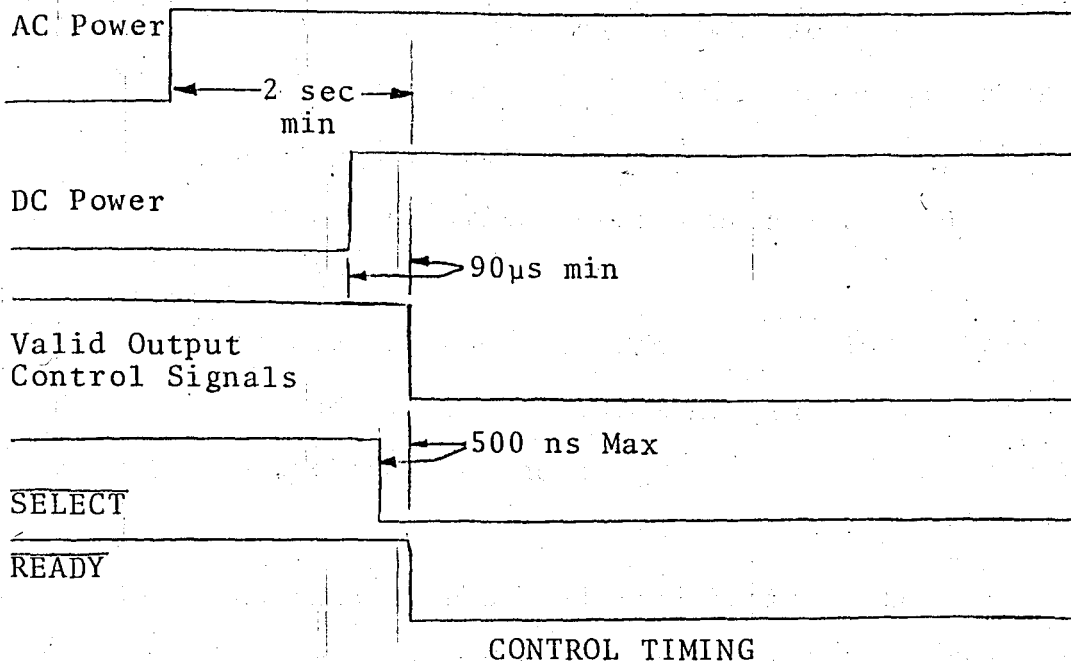 AC Power
2 sec
min
DC Power
90μs min
Valid Output
Control Signals
500 ns Max
SELECT
READY
CONTROL TIMING